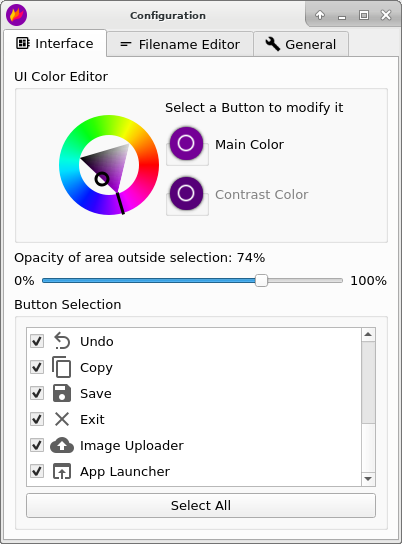 Configuration
Interface
Filename Editor
General
UI Color Editor
Select a Button to modify it
Main Color
Contrast Color
Opacity of area outside selection: 74%
0%
100%
Button Selection
Undo
Copy
Save
Exit
Image Uploader
App Launcher
Select All